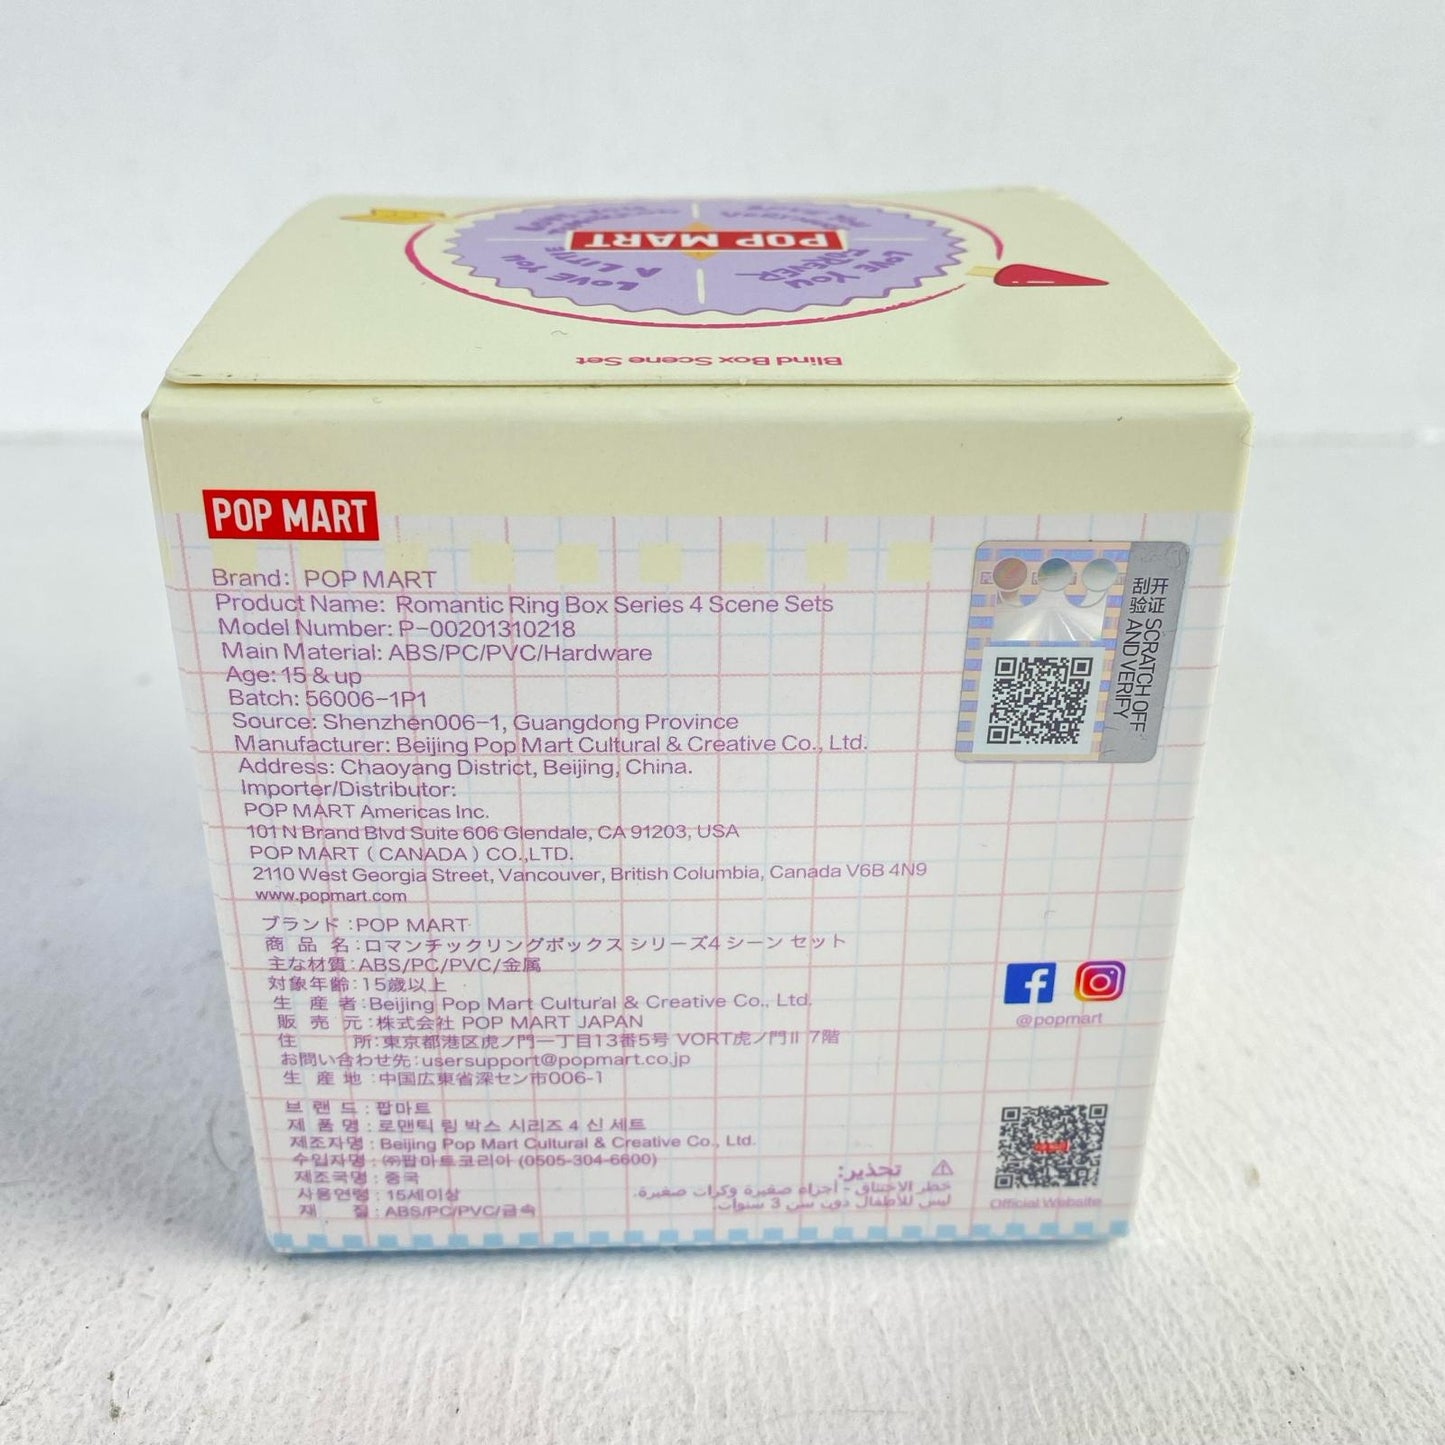 POP MART
LOVE YOU
A LITTLE
LOVE YOU
FOREVER
Blind Box Scene Set
POP MART
Brand: POP MART
Product Name: Romantic Ring Box Series 4 Scene Sets
Model Number: P-00201310218
Main Material: ABS/PC/PVC/Hardware
Age: 15 & up
Batch: 56006-1P1
Source: Shenzhen006-1, Guangdong Province
Manufacturer: Beijing Pop Mart Cultural & Creative Co., Ltd.
Address: Chaoyang District, Beijing, China.
Importer/Distributor:
POP MART Americas Inc.
101 N Brand Blvd Suite 606 Glendale, CA 91203, USA
POP MART ( CANADA ) CO.,LTD.
2110 West Georgia Street, Vancouver, British Columbia, Canada V6B 4N9
www.popmart.com
ブランド :POP MART
商 品 名:ロマンチックリングボックス シリーズ4 シーン セット
主な材質:ABS/PC/PVC/金属
対象年齢:15歳以上
生 産 者:Beijing Pop Mart Cultural & Creative Co., Ltd.
販 売 元:株式会社 POP MART JAPAN
住 所:東京都港区虎ノ門一丁目13番5号 VORT虎ノ門Ⅱ 7階
お問い合わせ先:usersupport@popmart.co.jp
生 産 地 :中国広東省深セン市006-1
브 랜 드 : 팝마트
제 품 명 : 로맨틱 링 박스 시리즈 4 신 세트
제조자명 : Beijing Pop Mart Cultural & Creative Co., Ltd.
수입자명 : ㈜팝마트코리아 (0505-304-6600)
제조국명 : 중국
사용연령 : 15세이상
재 질 : ABS/PC/PVC/금속
开证 SCRATCH OFF
刮验 AND VERIFY
@popmart
Official Website
⚠ تحذير:
خطر الاختناق - أجزاء صغيرة وكرات صغيرة.
ليس للأطفال دون سن 3 سنوات.